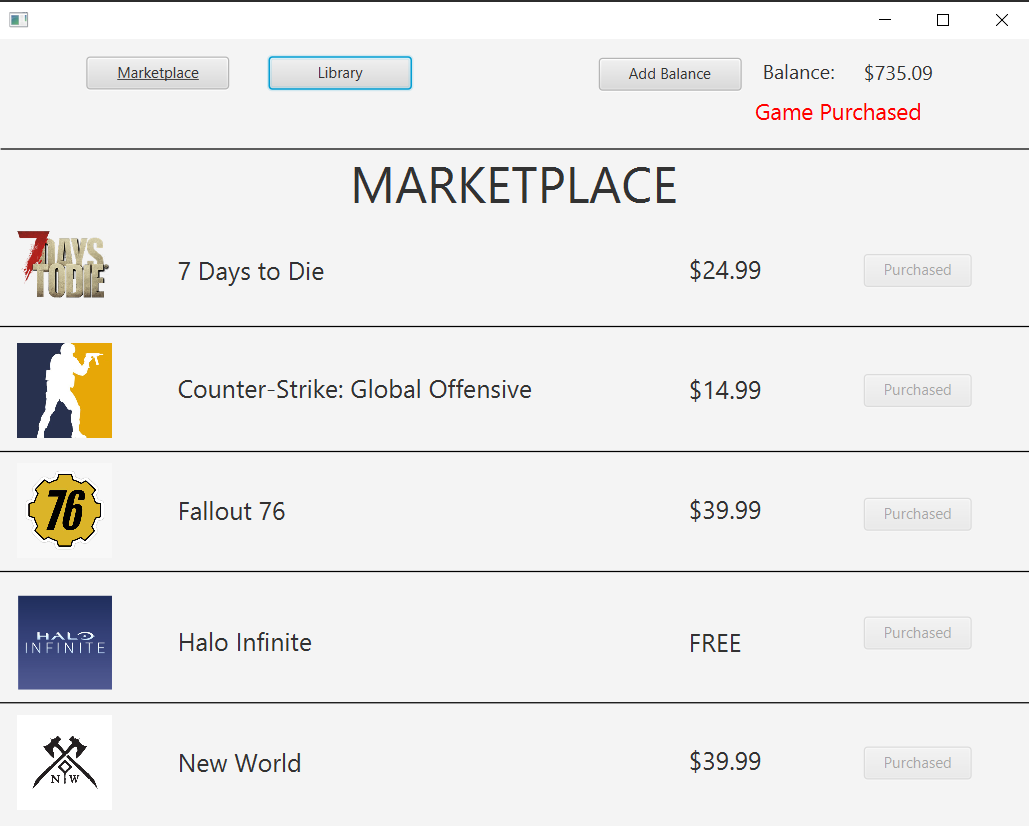 Marketplace
Library
Add Balance
Balance: $735.09
Game Purchased
MARKETPLACE
7 DAYS
TO DIE
7 Days to Die
$24.99
Purchased
Counter-Strike: Global Offensive
$14.99
Purchased
76
Fallout 76
$39.99
Purchased
HALO
INFINITE
Halo Infinite
FREE
Purchased
N W
New World
$39.99
Purchased